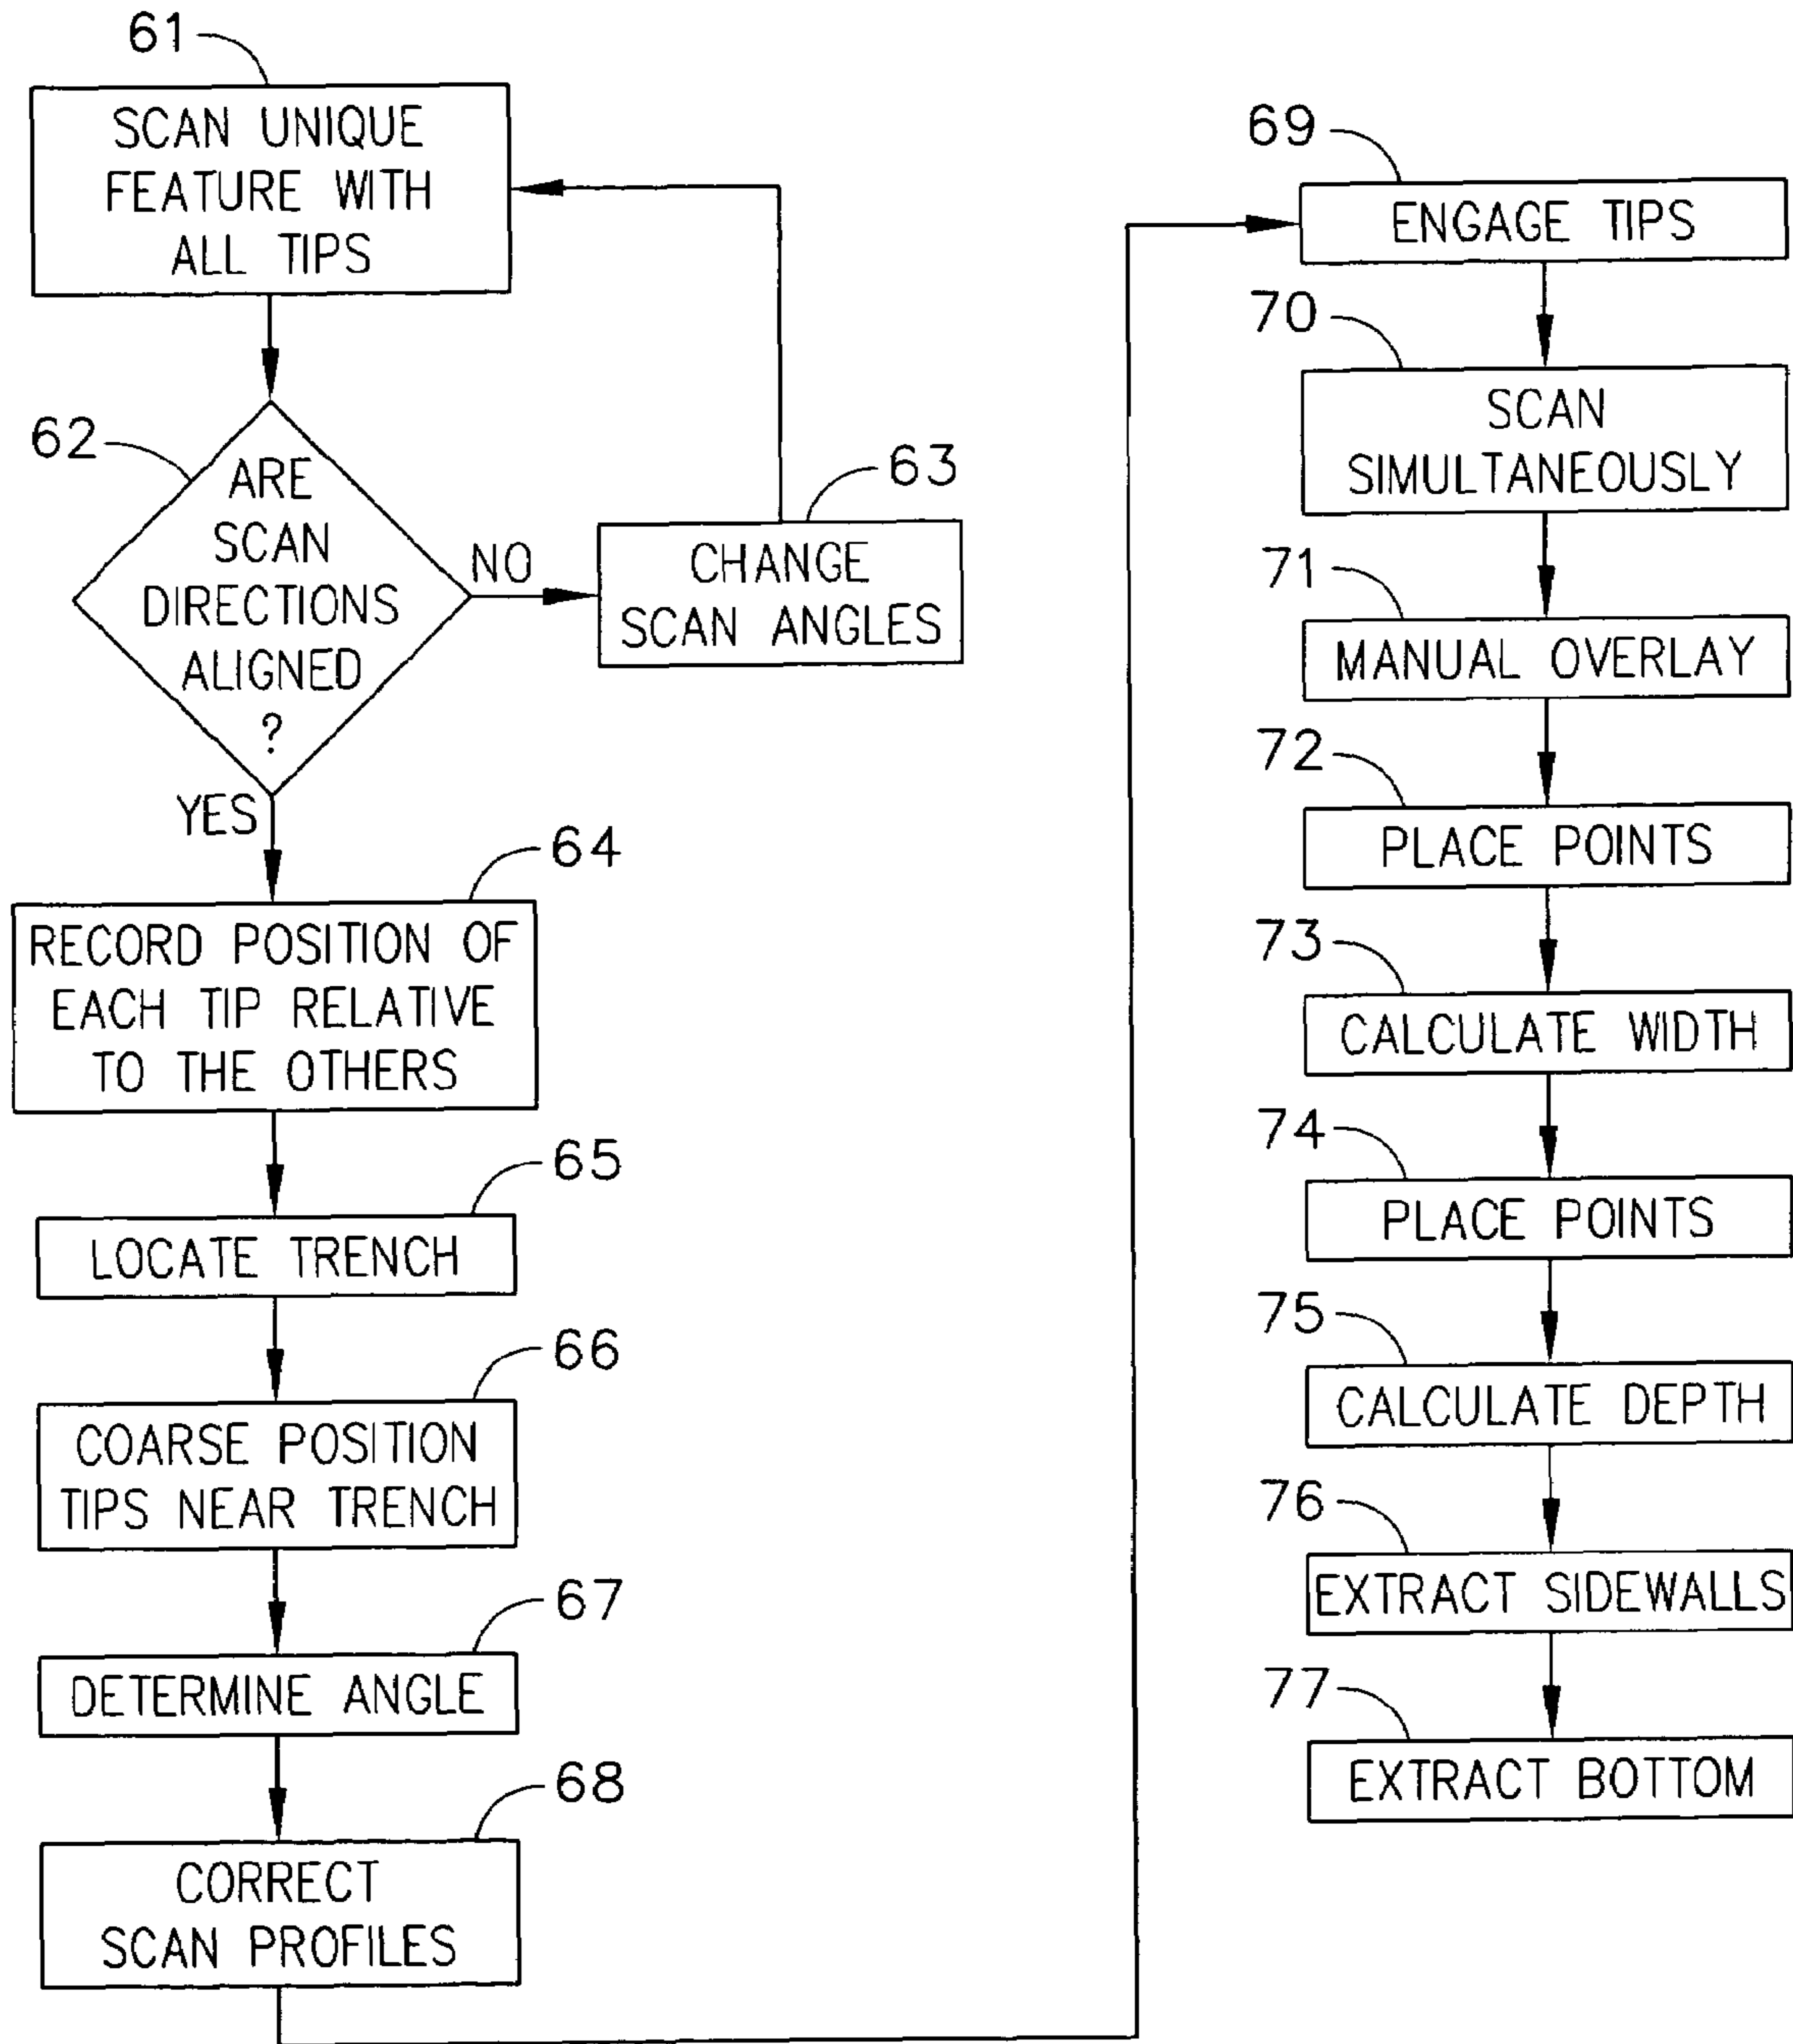 61
SCAN UNIQUE
FEATURE WITH
ALL TIPS
62
ARE
SCAN
DIRECTIONS
ALIGNED
?
NO
63
CHANGE
SCAN ANGLES
YES
64
RECORD POSITION OF
EACH TIP RELATIVE
TO THE OTHERS
65
LOCATE TRENCH
66
COARSE POSITION
TIPS NEAR TRENCH
67
DETERMINE ANGLE
68
CORRECT
SCAN PROFILES
69
ENGAGE TIPS
70
SCAN
SIMULTANEOUSLY
71
MANUAL OVERLAY
72
PLACE POINTS
73
CALCULATE WIDTH
74
PLACE POINTS
75
CALCULATE DEPTH
76
EXTRACT SIDEWALLS
77
EXTRACT BOTTOM